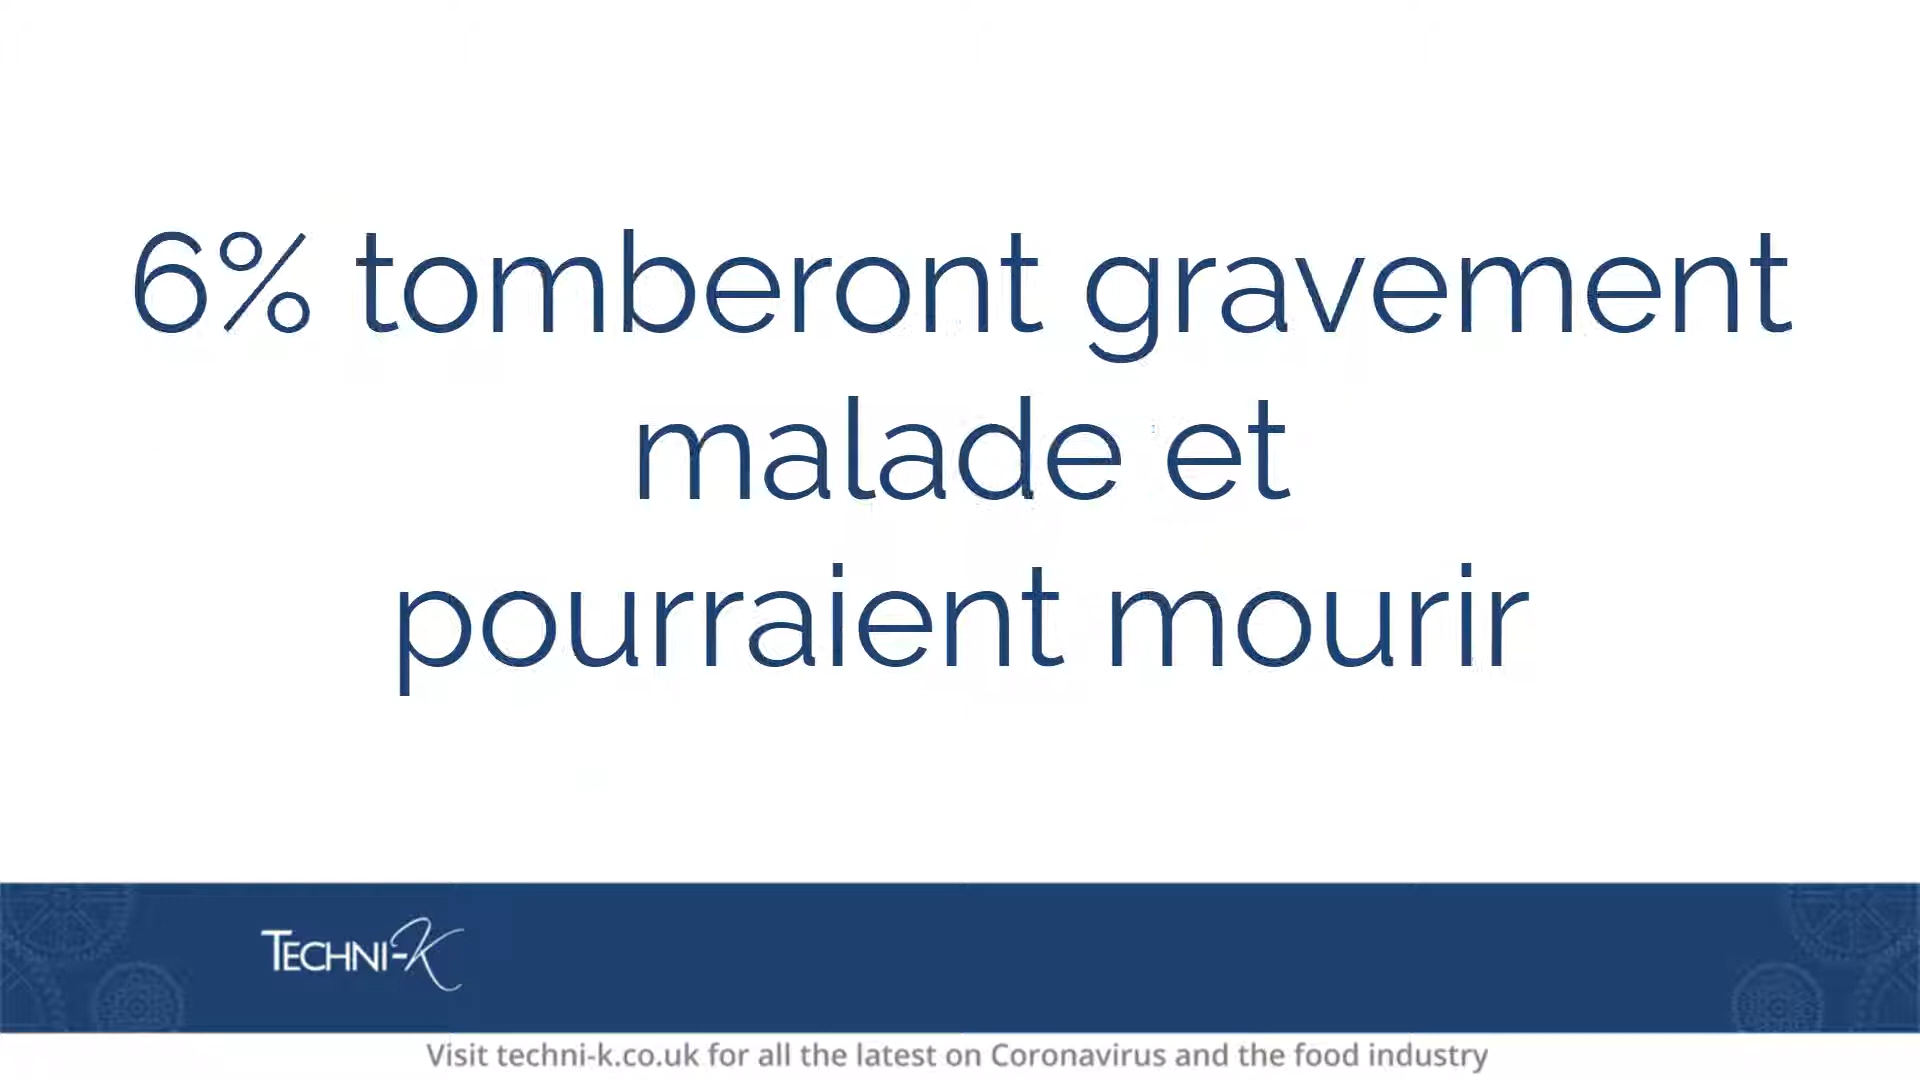 6% tomberont gravement
malade et
pourraient mourir
TECHNI-K
Visit techni-k.co.uk for all the latest on Coronavirus and the food industry